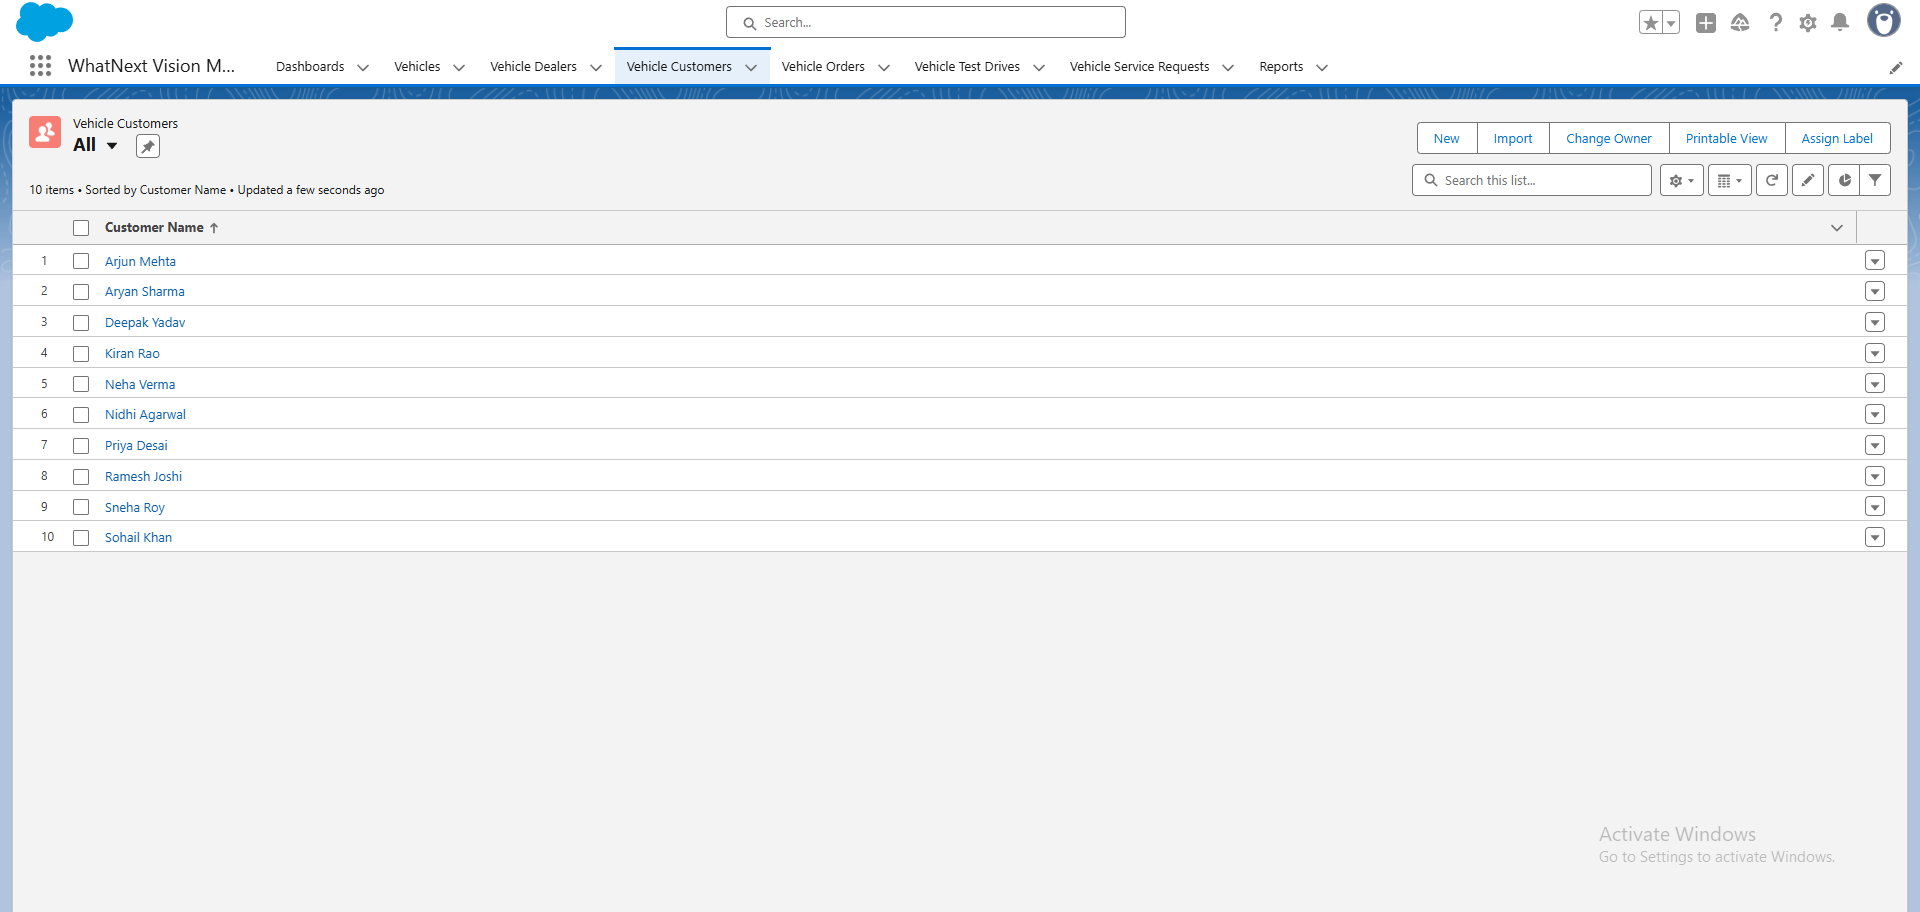 Search...
WhatNext Vision M...
Dashboards
Vehicles
Vehicle Dealers
Vehicle Customers
Vehicle Orders
Vehicle Test Drives
Vehicle Service Requests
Reports
Vehicle Customers
All
New
Import
Change Owner
Printable View
Assign Label
10 items • Sorted by Customer Name • Updated a few seconds ago
Search this list...
Customer Name
1 Arjun Mehta
2 Aryan Sharma
3 Deepak Yadav
4 Kiran Rao
5 Neha Verma
6 Nidhi Agarwal
7 Priya Desai
8 Ramesh Joshi
9 Sneha Roy
10 Sohail Khan
Activate Windows
Go to Settings to activate Windows.